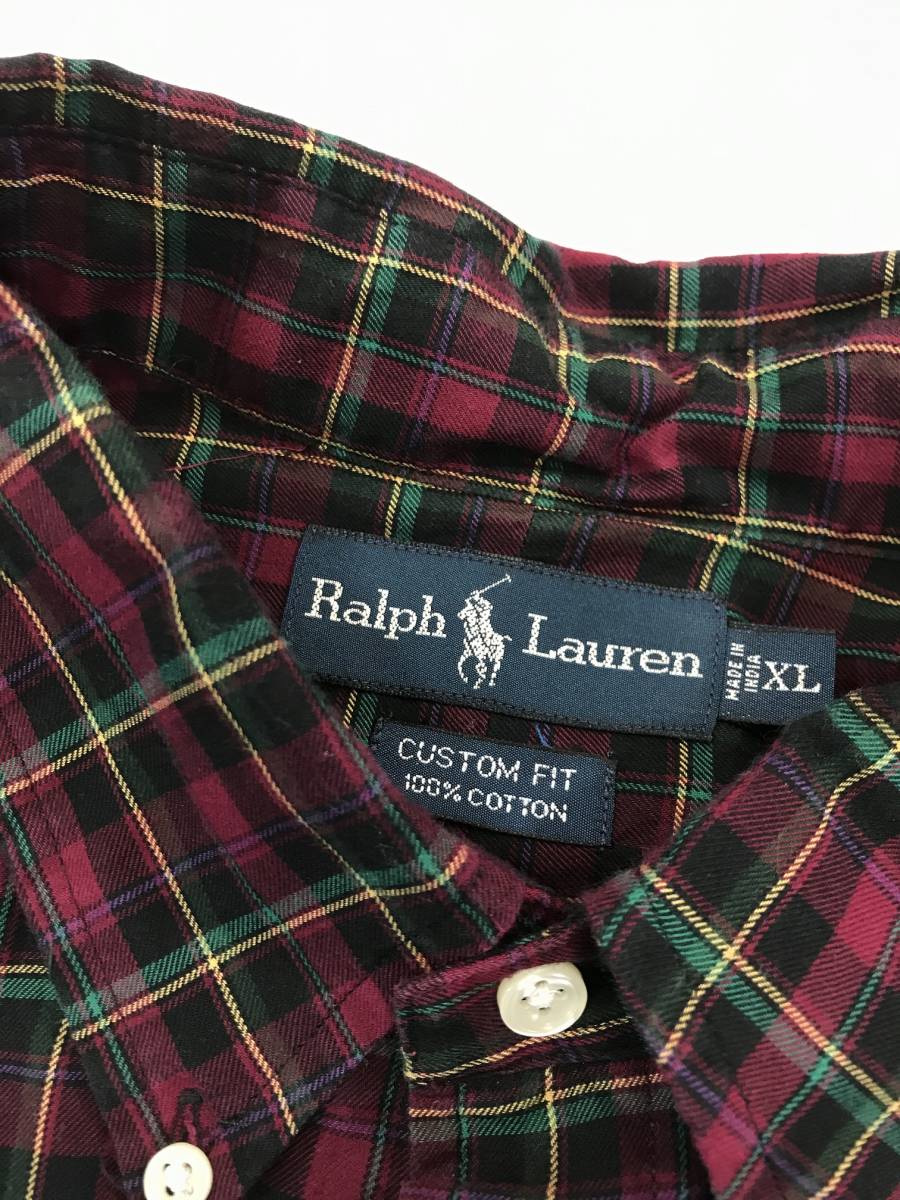 Ralph Lauren
MADE IN
INDIA
XL
CUSTOM FIT
100% COTTON